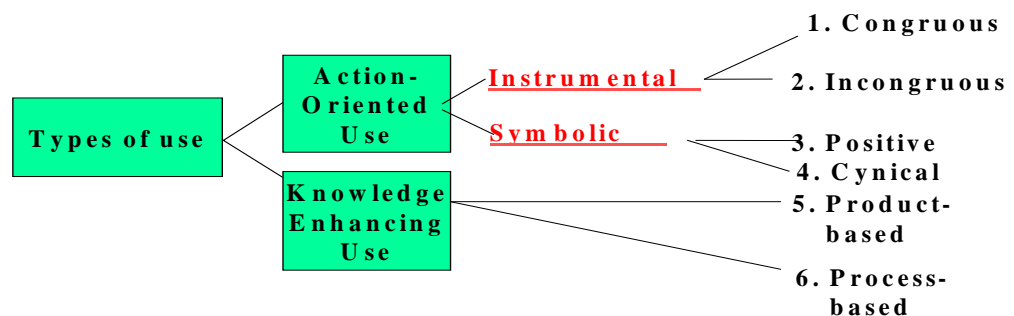 Types of use
Action-
Oriented
Use
Knowledge
Enhancing
Use
Instrumental
Symbolic
1. Congruous
2. Incongruous
3. Positive
4. Cynical
5. Product-
based
6. Process-
based